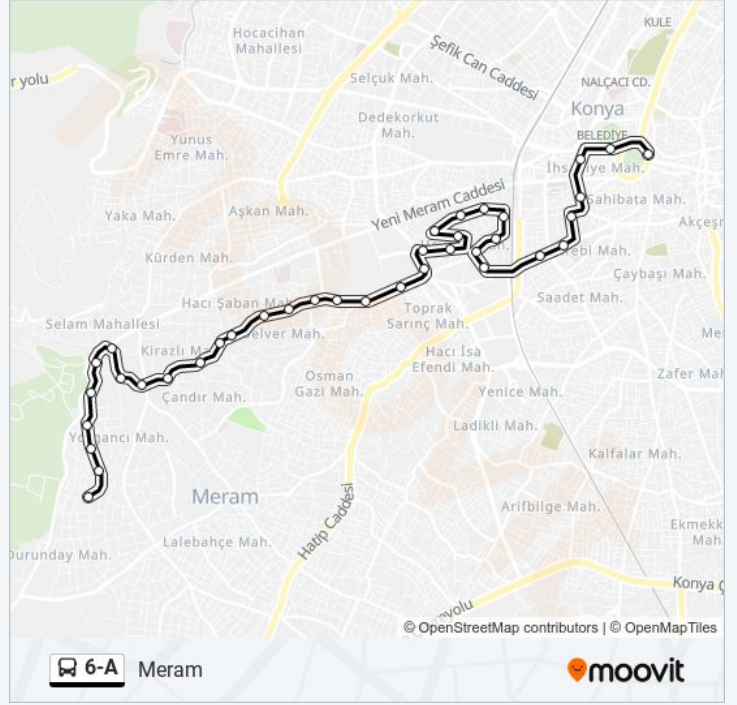 KULE
Hocacihan
Mahallesi
Şefik Can Caddesi
r yolu
Selçuk Mah.
NALÇACI CD.
Konya
Dedekorkut
Mah.
BELEDİYE
Yunus
Emre Mah.
Yeni Meram Caddesi
Sahibata Mah.
Yaka Mah.
Aşkan Mah.
Akçeşr
Kürden Mah.
Çaybaşı Mah.
Saadet Mah.
Hacı Şaban Mah
Toprak
Sarınç Mah.
Selam Mahallesi
Hacı İsa
Efendi Mah.
Osman
Gazi Mah.
Zafer Mah
Çandır Mah.
Yenice Mah.
Ladikli Mah.
Kalfalar Mah.
Meram
Hatip Caddesi
Arifbilge Mah.
Lalebahçe Mah.
Ekmekk
Mah.
Durunday Mah.
Konya Ç
© OpenStreetMap contributors | © OpenMapTiles
6-A Meram
moovit